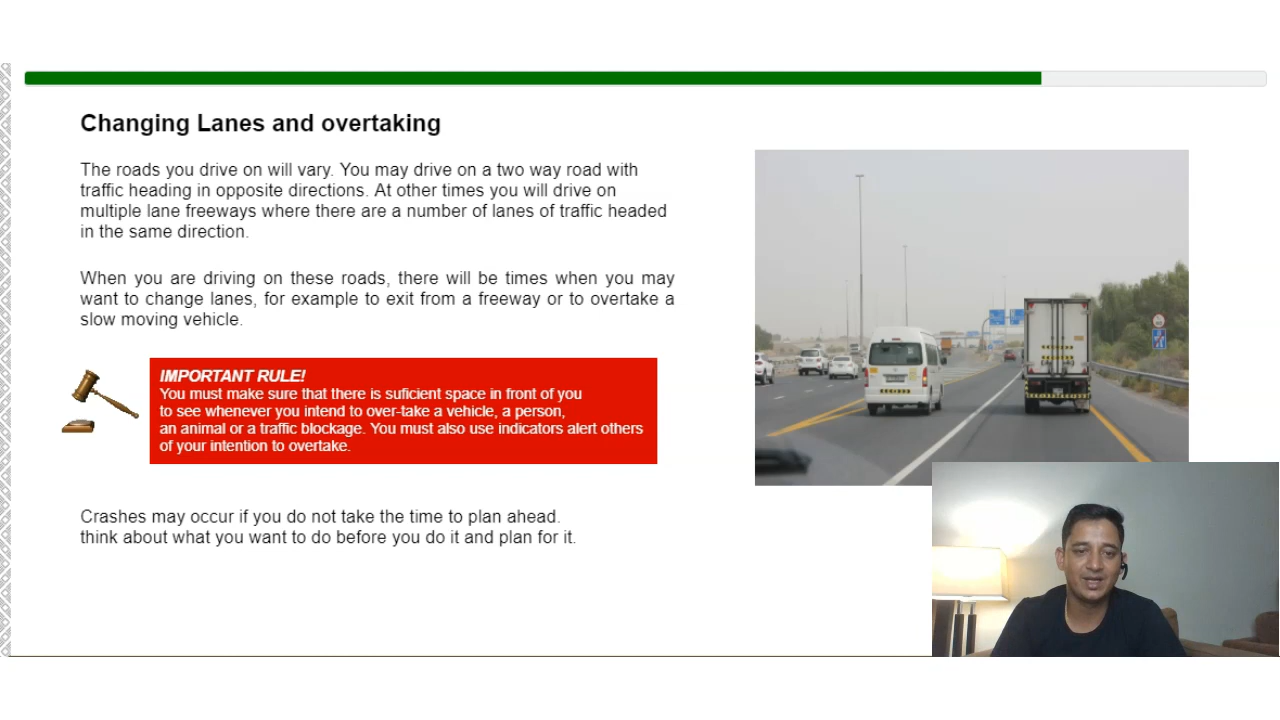 Changing Lanes and overtaking
The roads you drive on will vary. You may drive on a two way road with
traffic heading in opposite directions. At other times you will drive on
multiple lane freeways where there are a number of lanes of traffic headed
in the same direction.
When you are driving on these roads, there will be times when you may
want to change lanes, for example to exit from a freeway or to overtake a
slow moving vehicle.
IMPORTANT RULE!
You must make sure that there is suficient space in front of you
to see whenever you intend to over-take a vehicle, a person,
an animal or a traffic blockage. You must also use indicators alert others
of your intention to overtake.
Crashes may occur if you do not take the time to plan ahead.
think about what you want to do before you do it and plan for it.